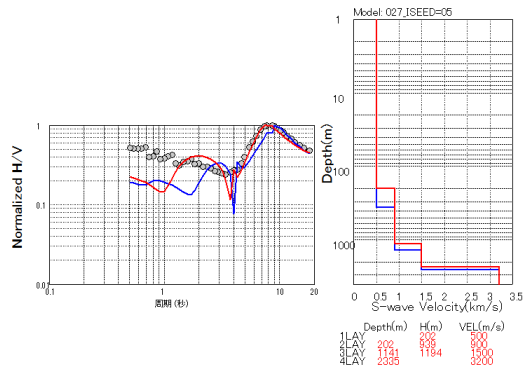 Model: 027_ISEED=05
Normalized H/V
1
0.1
0.01
0.1
1
10
20
周期(秒)
Depth(m)
1
10
100
1000
0
0.5
1
1.5
2
2.5
3
3.5
S-wave Velocity(km/s)
Depth(m) H(m) VEL(m/s)
1LAY 202 500
2LAY 202 939 900
3LAY 1141 1194 1500
4LAY 2335 3200